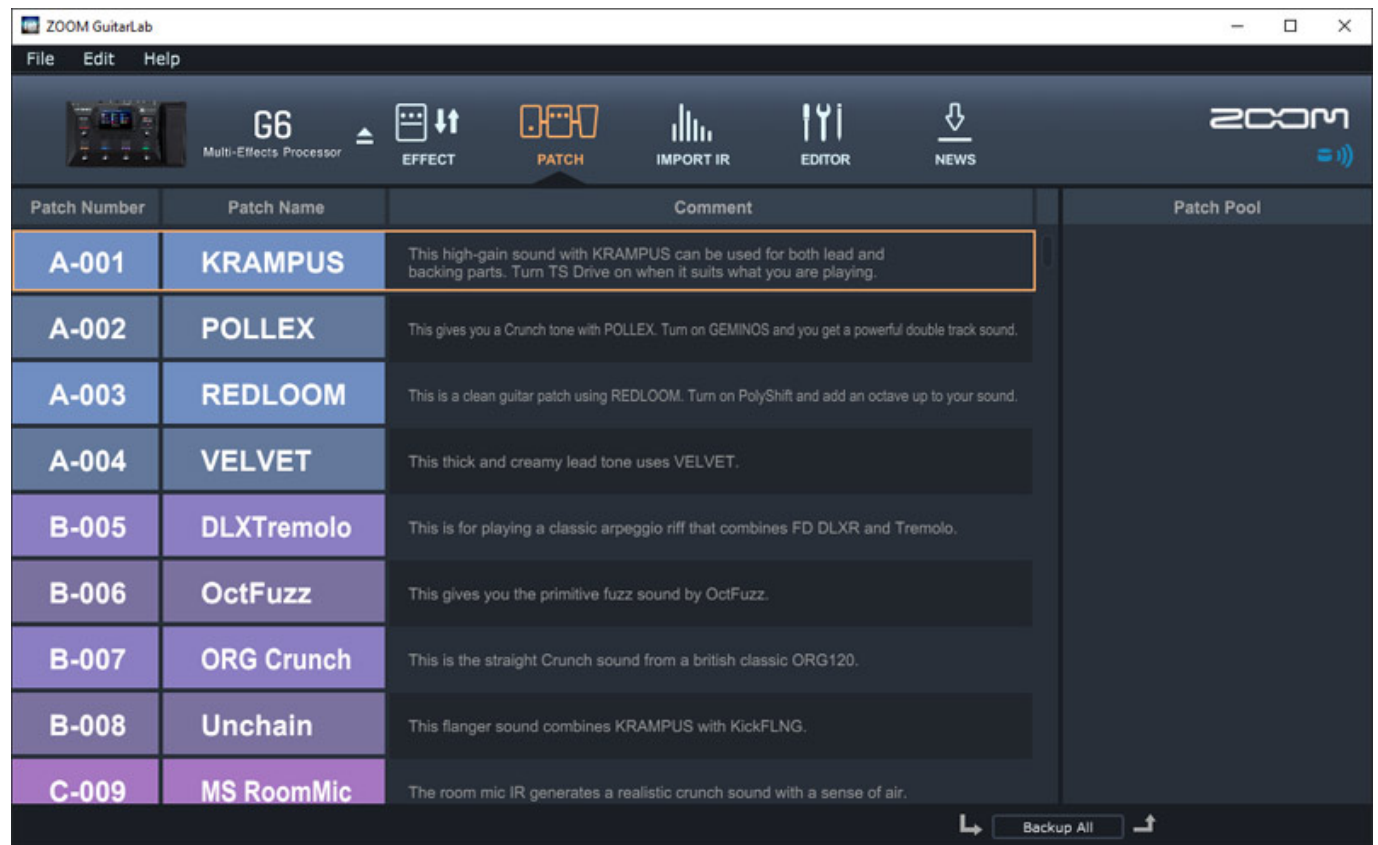 ZOOM GuitarLab
File Edit Help
G6
Multi-Effects Processor
EFFECT
PATCH
IMPORT IR
EDITOR
NEWS
ZOOM
Patch Number Patch Name Comment Patch Pool
A-001 KRAMPUS This high-gain sound with KRAMPUS can be used for both lead and
backing parts. Turn TS Drive on when it suits what you are playing.
A-002 POLLEX This gives you a Crunch tone with POLLEX. Turn on GEMINOS and you get a powerful double track sound.
A-003 REDLOOM This is a clean guitar patch using REDLOOM. Turn on PolyShift and add an octave up to your sound.
A-004 VELVET This thick and creamy lead tone uses VELVET.
B-005 DLXTremolo This is for playing a classic arpeggio riff that combines FD DLXR and Tremolo.
B-006 OctFuzz This gives you the primitive fuzz sound by OctFuzz.
B-007 ORG Crunch This is the straight Crunch sound from a british classic ORG120.
B-008 Unchain This flanger sound combines KRAMPUS with KickFLNG.
C-009 MS RoomMic The room mic IR generates a realistic crunch sound with a sense of air.
Backup All